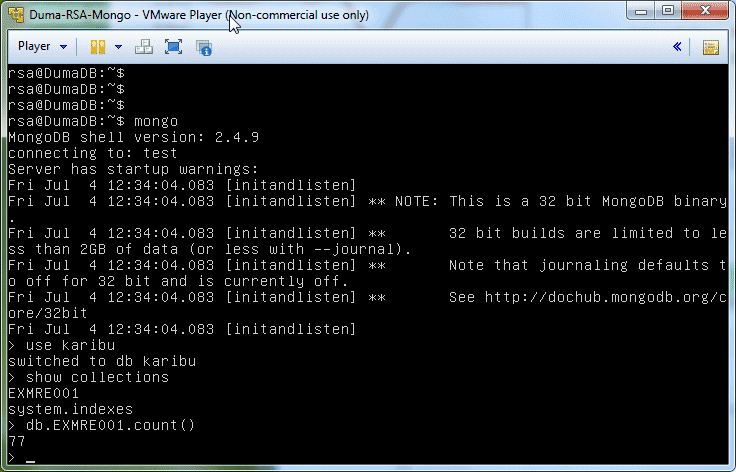 Duma-RSA-Mongo - VMware Player (Non-commercial use only)
Player
rsa@DumaDB:~$
rsa@DumaDB:~$
rsa@DumaDB:~$
rsa@DumaDB:~$ mongo
MongoDB shell version: 2.4.9
connecting to: test
Server has startup warnings:
Fri Jul  4 12:34:04.083 [initandlisten]
Fri Jul  4 12:34:04.083 [initandlisten] ** NOTE: This is a 32 bit MongoDB binary
.
Fri Jul  4 12:34:04.083 [initandlisten] **       32 bit builds are limited to le
ss than 2GB of data (or less with --journal).
Fri Jul  4 12:34:04.083 [initandlisten] **       Note that journaling defaults t
o off for 32 bit and is currently off.
Fri Jul  4 12:34:04.083 [initandlisten] **       See http://dochub.mongodb.org/c
ore/32bit
Fri Jul  4 12:34:04.083 [initandlisten]
> use karibu
switched to db karibu
> show collections
EXMRE001
system.indexes
> db.EXMRE001.count()
77
> _